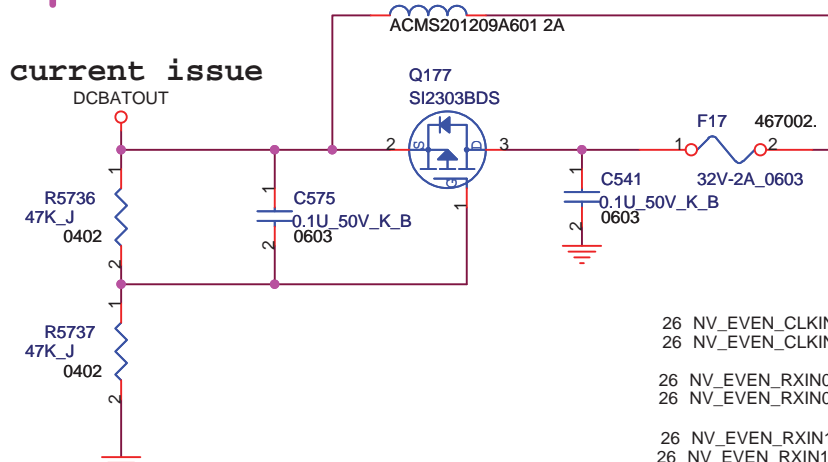 ACMS201209A601 2A
current issue
DCBATOUT
Q177
SI2303BDS
2
S
D
3
G
1
F17
467002.
1
2
32V-2A_0603
1
R5736
47K_J
0402
2
1
C575
0.1U_50V_K_B
0603
2
1
C541
0.1U_50V_K_B
0603
2
1
R5737
47K_J
0402
2
26 NV_EVEN_CLKIN
26 NV_EVEN_CLKIN
26 NV_EVEN_RXIN0
26 NV_EVEN_RXIN0
26 NV_EVEN_RXIN1
26 NV_EVEN_RXIN1